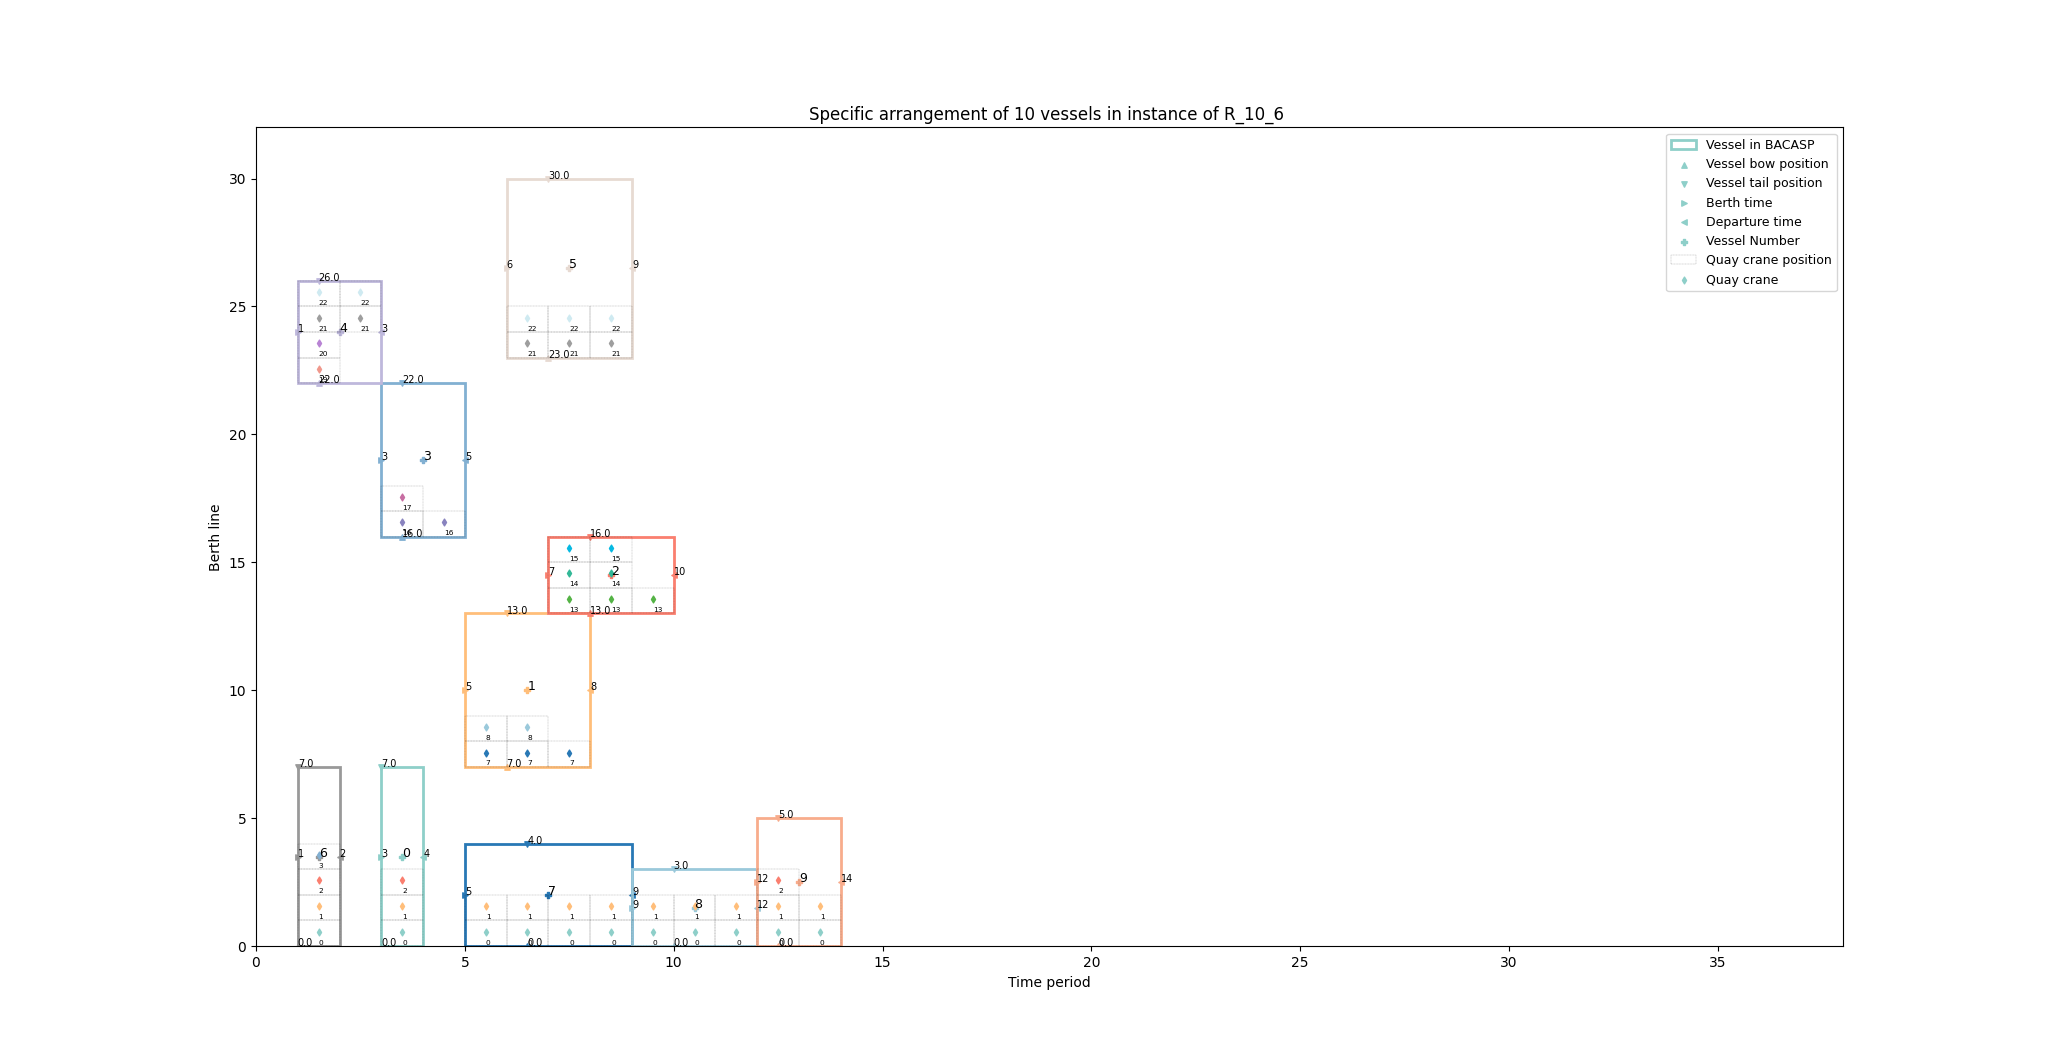 Specific arrangement of 10 vessels in instance of R_10_6
Vessel in BACASP
Vessel bow position
Vessel tail position
Berth time
Departure time
Vessel Number
Quay crane position
Quay crane
30
25
20
15
10
5
0
Berth line
30.0
6 5 9
22 22 22
21 21 21
23.0
26.0
22 22
1 21 4 21 3
20
22.0
22.0
3 3 5
17
16
16.0
16.0
15 15
7 2 10
14 14
13 13 13
13.0 13.0
5 1 8
8 8
7 7 7
7.0
7.0 7.0
1 6 2
3
2
1
0
0.0
3 0 4
2
1
0
0.0
4.0
5 7 9
1 1 1 1
0 0 0 0
0.0
3.0
9 8 12
1 1 1
0 0 0
0.0
5.0
12 9 14
2
1 1
0 0
0.0
0 5 10 15 20 25 30 35
Time period